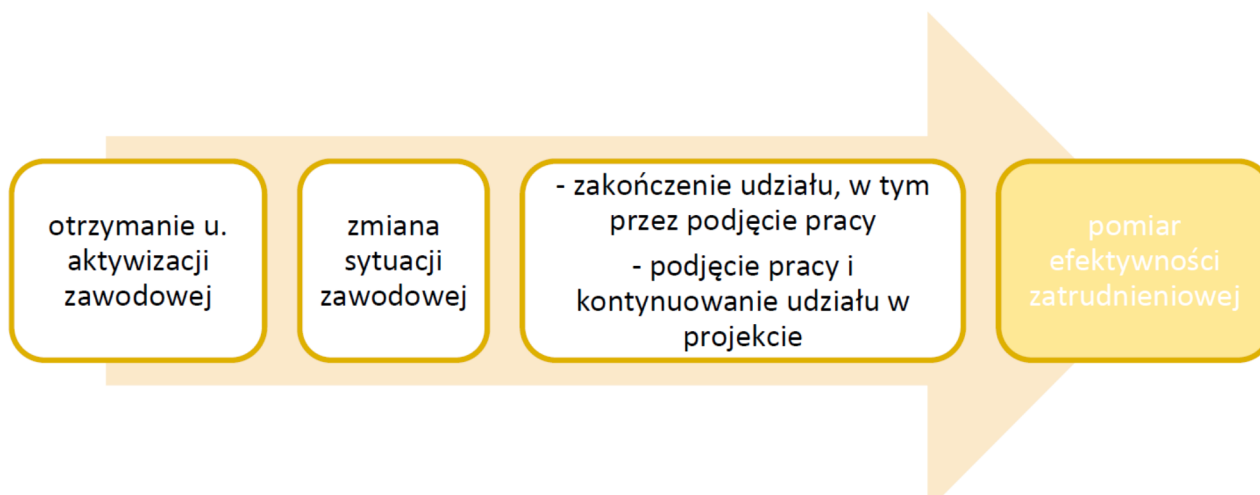 otrzymanie u.
aktywizacji
zawodowej
zmiana
sytuacji
zawodowej
- zakończenie udziału, w tym
przez podjęcie pracy
- podjęcie pracy i
kontynuowanie udziału w
projekcie
pomiar
efektywności
zatrudnieniowej